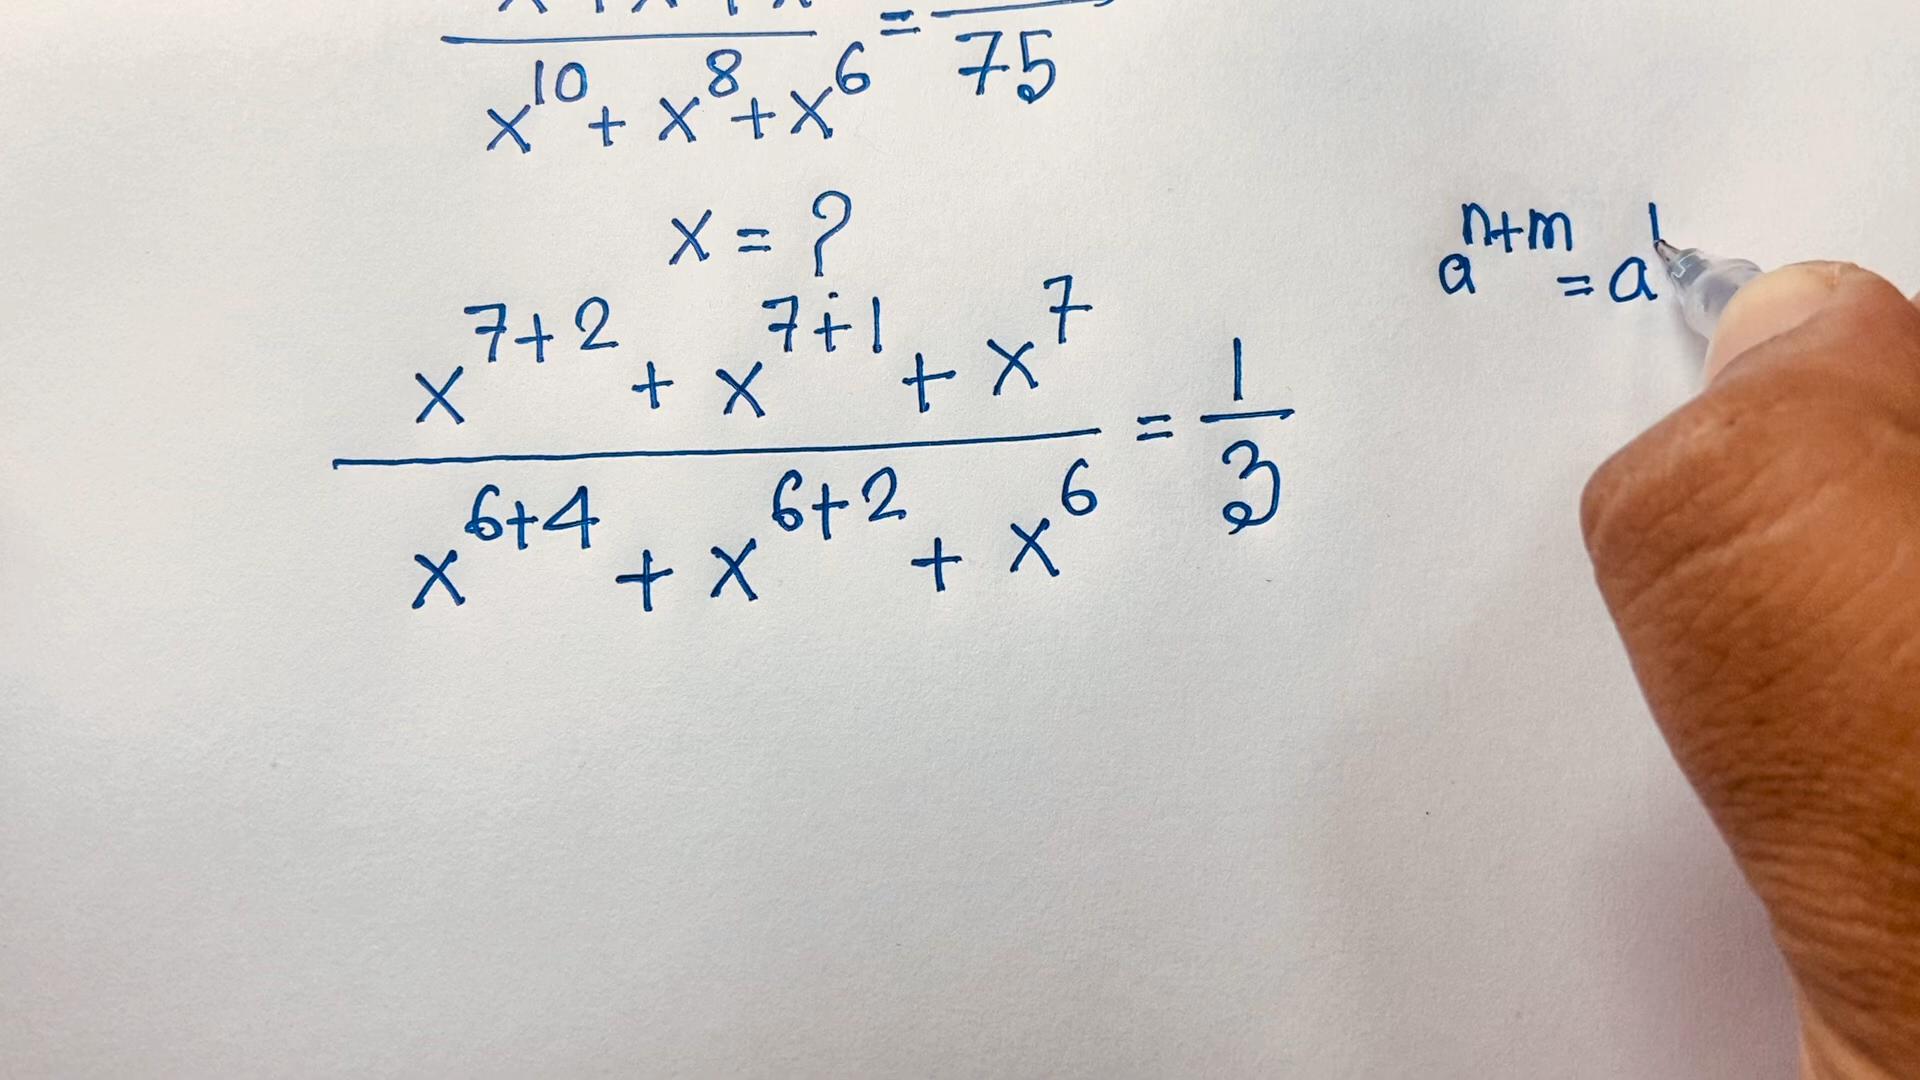 x^10 + x^8 + x^6 = 75
x = ?
a^n+m = a
x^7+2 + x^7+1 + x^7 = 1
x^6+4 + x^6+2 + x^6 3